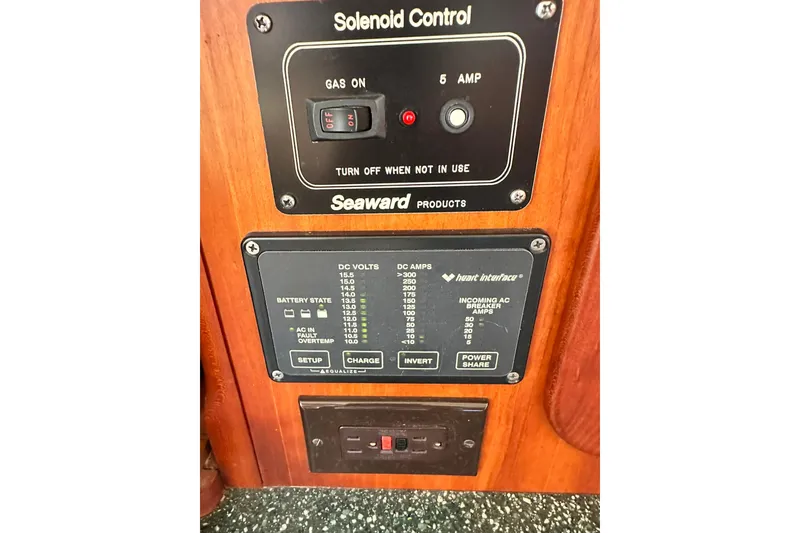 Solenoid Control
GAS ON
5 AMP
OFF
ON
TURN OFF WHEN NOT IN USE
Seaward PRODUCTS
heart interface®
DC VOLTS
15.5
15.0
14.5
14.0
13.5
13.0
12.5
12.0
11.5
11.0
10.5
10.0
DC AMPS
>300
250
200
175
150
125
100
75
50
25
10
<10
BATTERY STATE
AC IN
FAULT
OVERTEMP
INCOMING AC
BREAKER
AMPS
50
30
20
15
5
SETUP
CHARGE
INVERT
POWER
SHARE
EQUALIZE